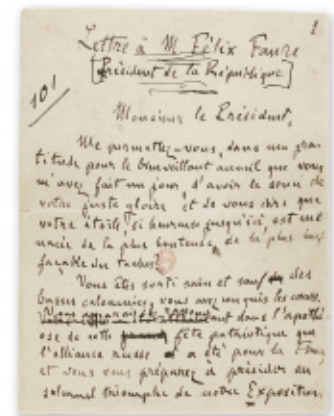 1
Lettre à M. Félix Faure
[Président de la République]
101
Monsieur le Président,
Me permettez-vous, dans ma gra-
titude pour le bienveillant accueil que vous
m'avez fait un jour, d'avoir le souci de
votre juste gloire et de vous dire que
votre étoile, si heureuse jusqu'ici, est me-
nacée de la plus honteuse, de la plus inef-
façable des taches?
Vous êtes sorti sain et sauf des
basses calomnies, vous avez conquis les cœurs.
Vous apparaissez rayonnant dans l'apothé-
ose de cette fête patriotique que
l'alliance russe a été pour la France
et vous vous préparez à présider au
solennel triomphe de notre Exposition